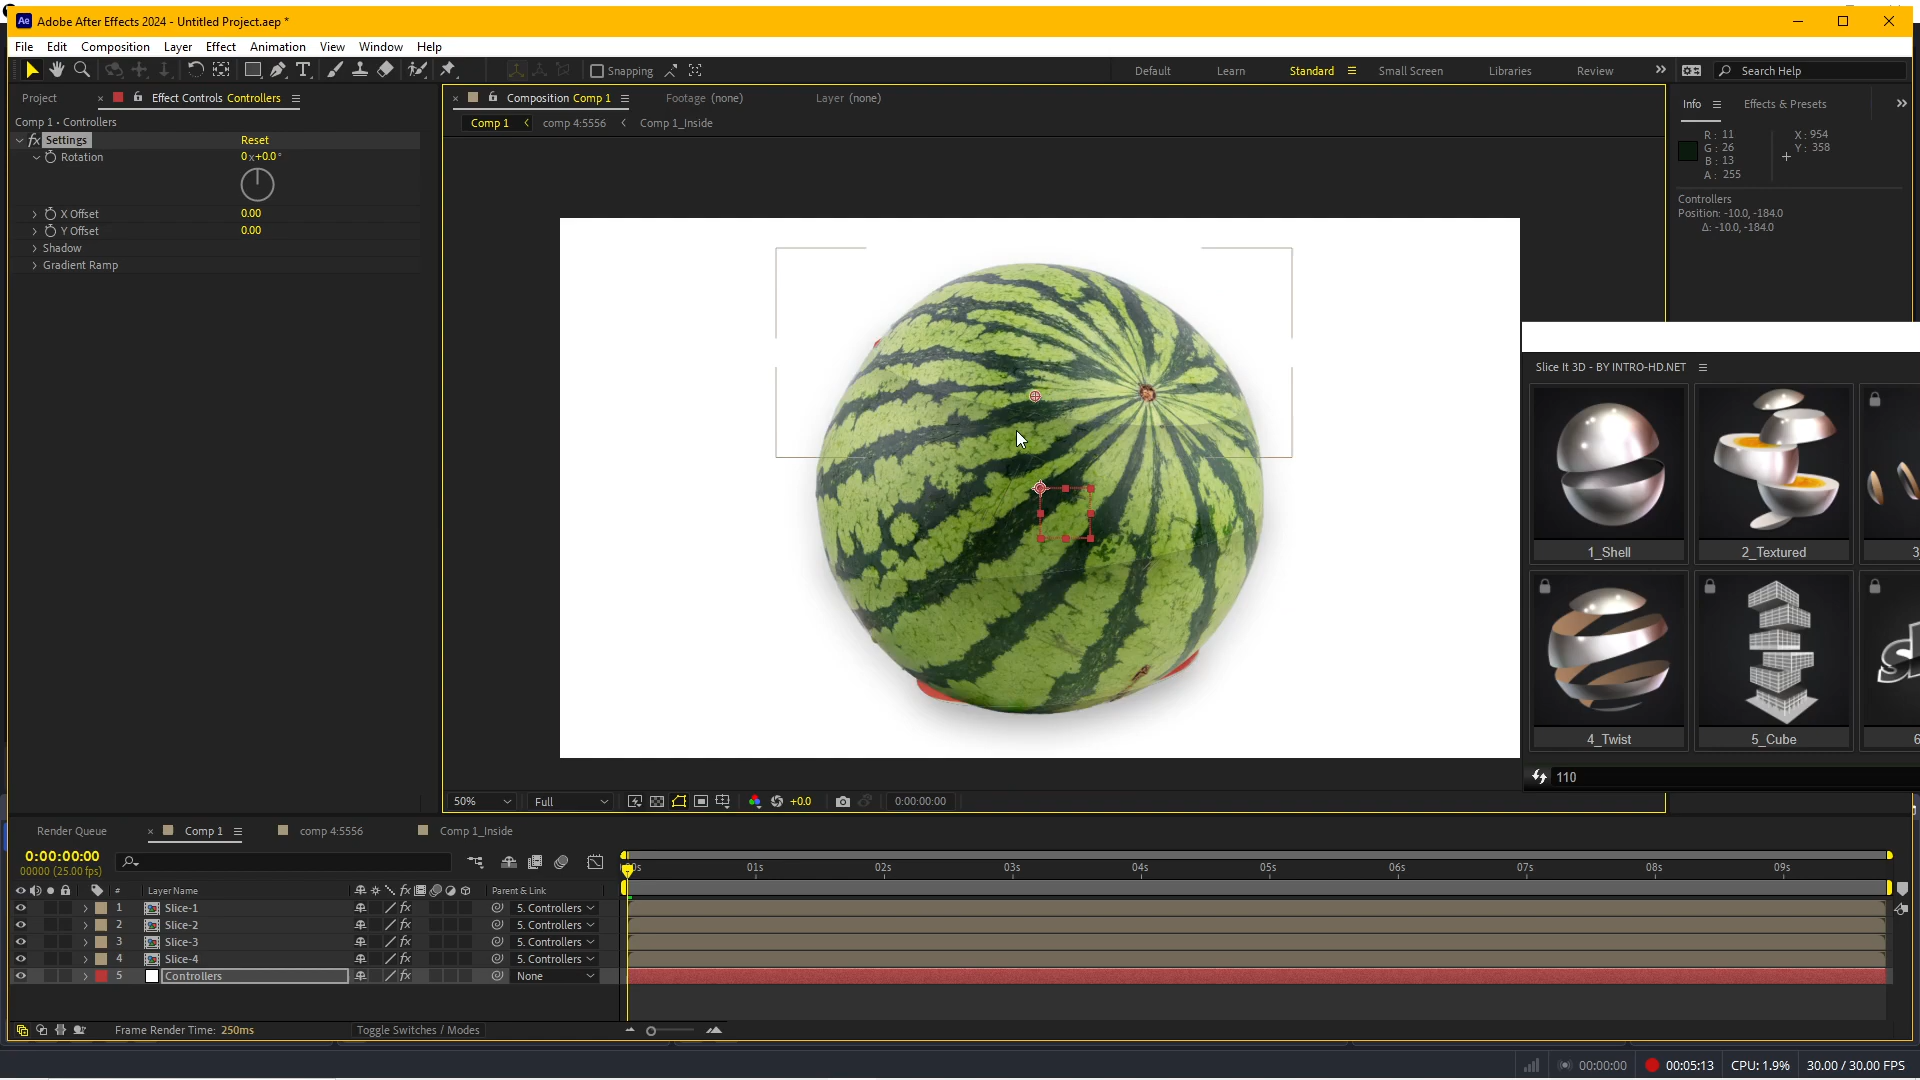 Ae Adobe After Effects 2024 - Untitled Project.aep *
File Edit Composition Layer Effect Animation View Window Help
Snapping Default Learn Standard Small Screen Libraries Review Search Help
Project Effect Controls Controllers
Composition Comp 1 Footage (none) Layer (none)
Info Effects & Presets
Comp 1 • Controllers
Comp 1 comp 4:5556 Comp 1_Inside
fx Settings Reset
Rotation 0x+0.0°
X Offset 0.00
Y Offset 0.00
Shadow
Gradient Ramp
R: 11
G: 26
B: 13
A: 255
X: 954
Y: 358
Controllers
Position: -10.0, -184.0
Δ: -10.0, -184.0
Slice It 3D - BY INTRO-HD.NET
1_Shell
2_Textured
3
4_Twist
5_Cube
6
110
50% Full +0.0 0:00:00:00
Render Queue Comp 1 comp 4:5556 Comp 1_Inside
0:00:00:00
00000 (25.00 fps)
01s 02s 03s 04s 05s 06s 07s 08s 09s
# Layer Name fx Parent & Link
1 Slice-1 fx 5. Controllers
2 Slice-2 fx 5. Controllers
3 Slice-3 fx 5. Controllers
4 Slice-4 fx 5. Controllers
5 Controllers fx None
Frame Render Time: 250ms Toggle Switches / Modes
00:00:00 00:05:13 CPU: 1.9% 30.00 / 30.00 FPS